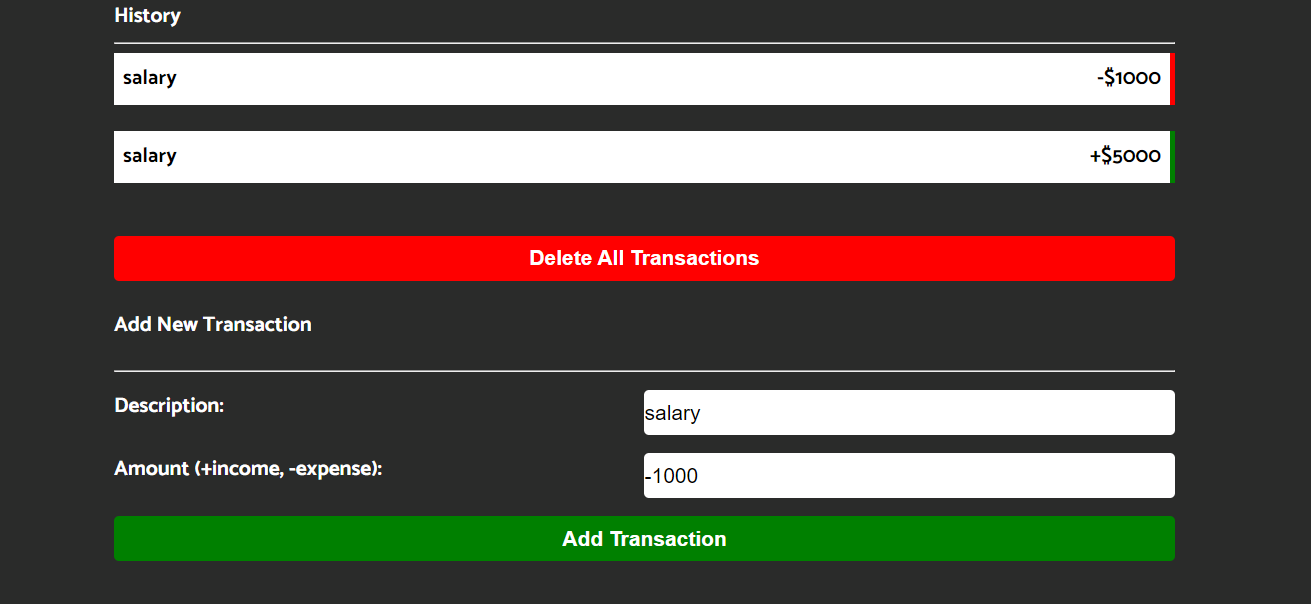 History
salary -$1000
salary +$5000
Delete All Transactions
Add New Transaction
Description: salary
Amount (+income, -expense): -1000
Add Transaction